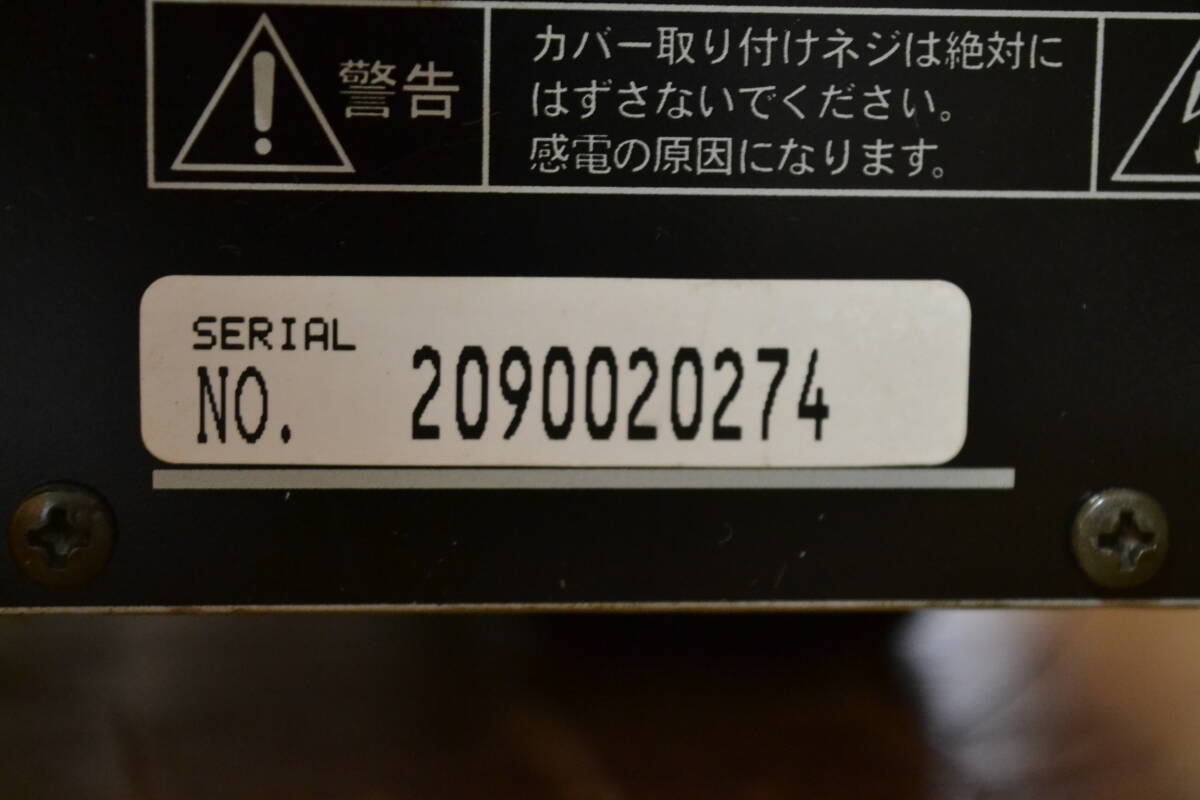 警告
カバー取り付けネジは絶対に
はずさないでください。
感電の原因になります。
SERIAL
NO. 2090020274